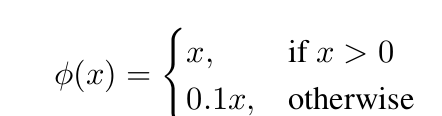 ϕ(x) = { x, if x > 0
0.1x, otherwise